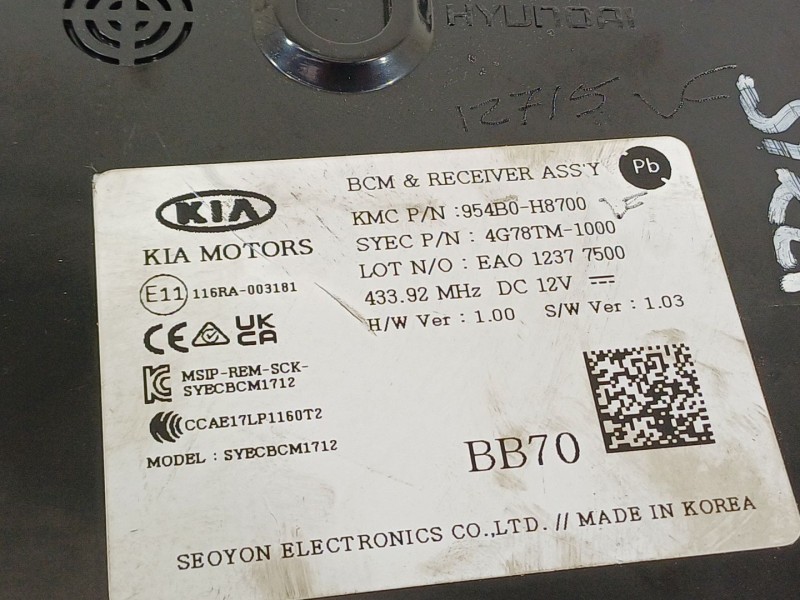 HYUNDAI
12715
BCM & RECEIVER ASS'Y
Pb
KIA
KMC P/N :954B0-H8700
KIA MOTORS
SYEC P/N : 4G78TM-1000
LOT N/O : EAO 1237 7500
E11 116RA-003181
433.92 MHz DC 12V
H/W Ver : 1.00 S/W Ver : 1.03
CE UK
CA
MSIP-REM-SCK-
SYECBCM1712
CCAE17LP1160T2
MODEL : SYECBCM1712
BB70
SEOYON ELECTRONICS CO.,LTD. // MADE IN KOREA